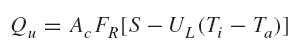 Q_u = A_c F_R[S − U_L(T_i − T_a)]